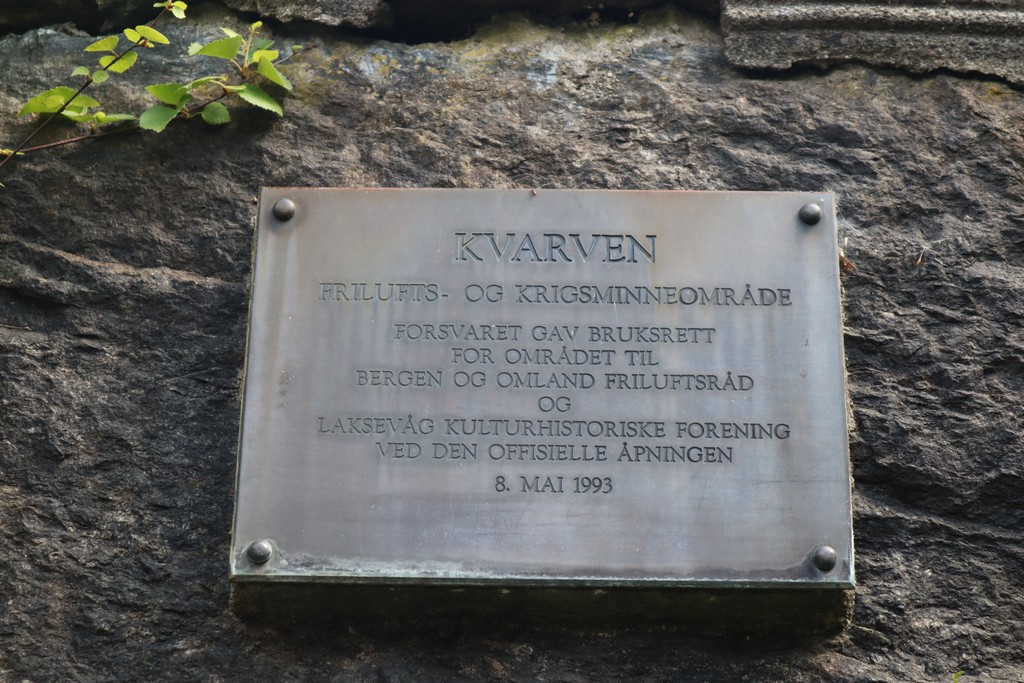 KVARVEN
FRILUFTS- OG KRIGSMINNEOMRÅDE
FORSVARET GAV BRUKSRETT
FOR OMRÅDET TIL
BERGEN OG OMLAND FRILUFTSRÅD
OG
LAKSEVÅG KULTURHISTORISKE FORENING
VED DEN OFFISIELLE ÅPNINGEN
8. MAI 1993